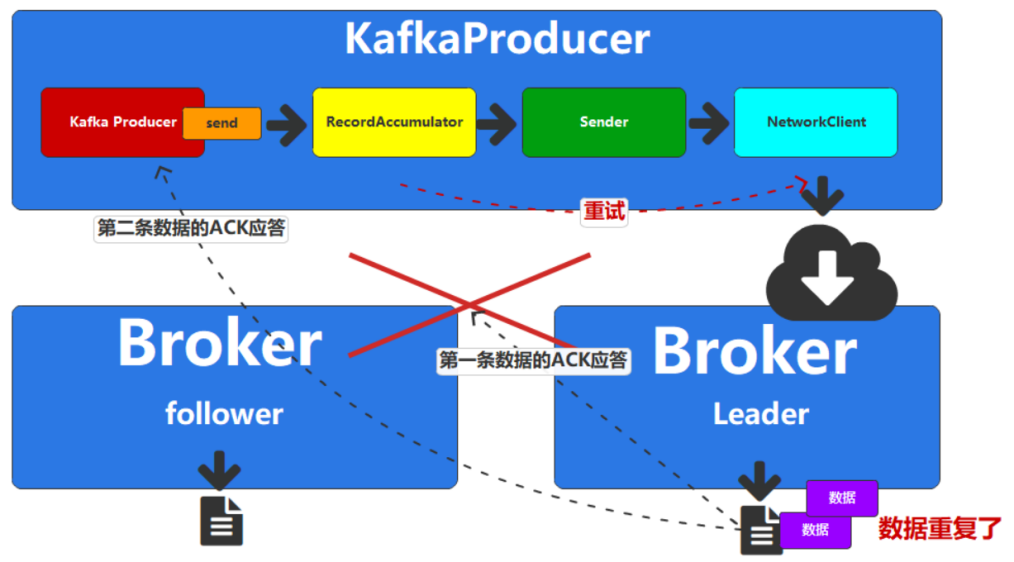 KafkaProducer
Kafka Producer
send
RecordAccumulator
Sender
NetworkClient
重试
第二条数据的ACK应答
Broker
follower
第一条数据的ACK应答
Broker
Leader
数据
数据
数据重复了